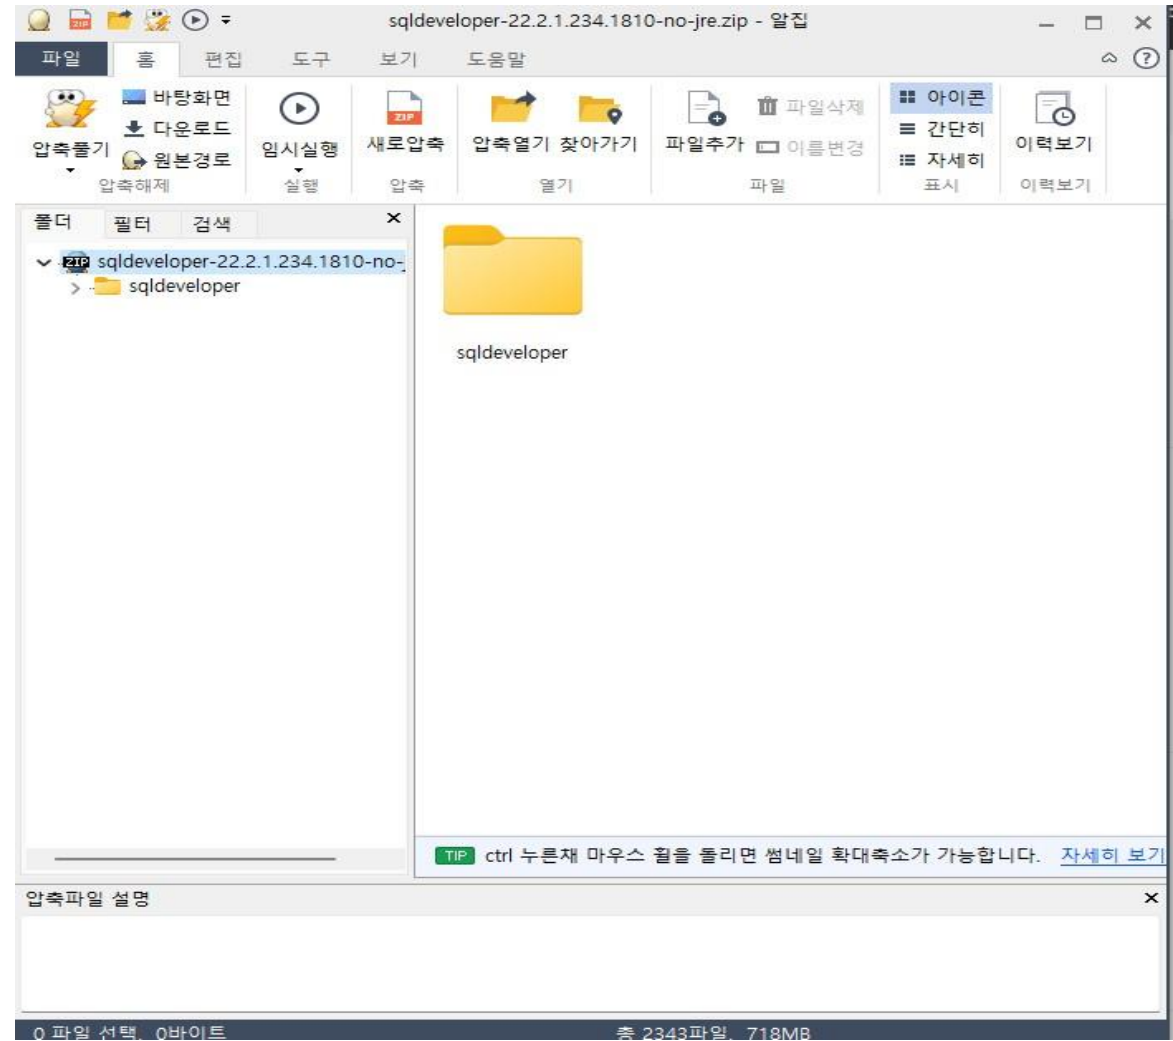 sqldeveloper-22.2.1.234.1810-no-jre.zip - 알집
파일 홈 편집 도구 보기 도움말
압축풀기
바탕화면
다운로드
원본경로
압축해제
임시실행
실행
ZIP
새로압축
압축
압축열기 찾아가기
열기
파일추가
파일삭제
이름변경
파일
아이콘
간단히
자세히
표시
이력보기
이력보기
폴더 필터 검색
ZIP sqldeveloper-22.2.1.234.1810-no-j
sqldeveloper
sqldeveloper
TIP ctrl 누른채 마우스 휠을 돌리면 썸네일 확대축소가 가능합니다. 자세히 보기
압축파일 설명
0 파일 선택, 0바이트 총 2343파일, 718MB